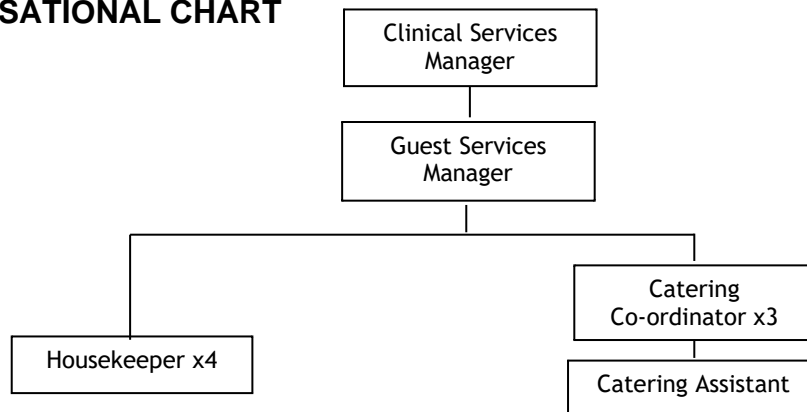 SATIONAL CHART
Clinical Services
Manager
Guest Services
Manager
Catering
Co-ordinator x3
Housekeeper x4
Catering Assistant